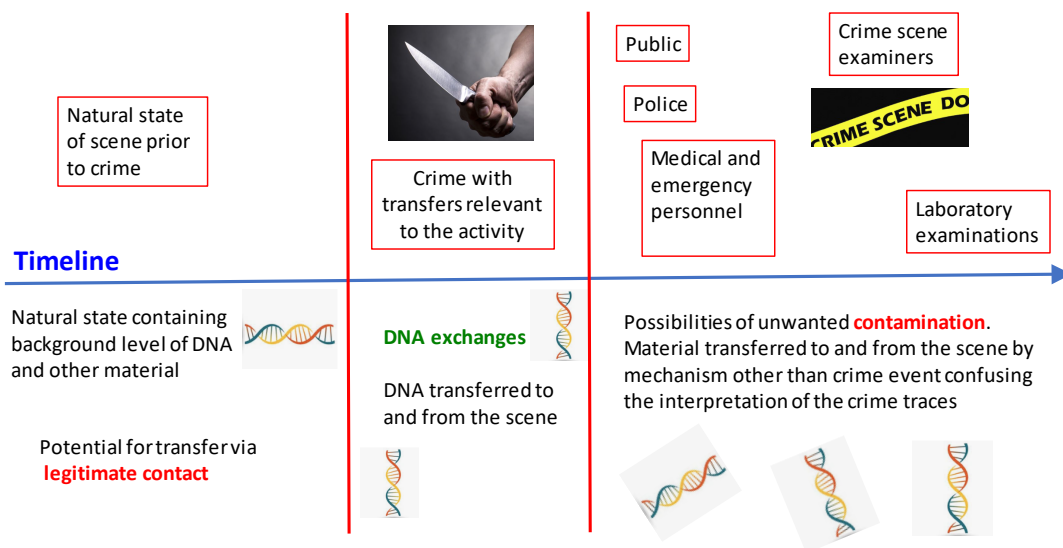 Natural state
of scene prior
to crime
Crime with
transfers relevant
to the activity
Public
Police
Medical and
emergency
personnel
Crime scene
examiners
CRIME SCENE DO
Laboratory
examinations
Timeline
Natural state containing
background level of DNA
and other material
Potential for transfer via
legitimate contact
DNA exchanges
DNA transferred to
and from the scene
Possibilities of unwanted contamination.
Material transferred to and from the scene by
mechanism other than crime event confusing
the interpretation of the crime traces